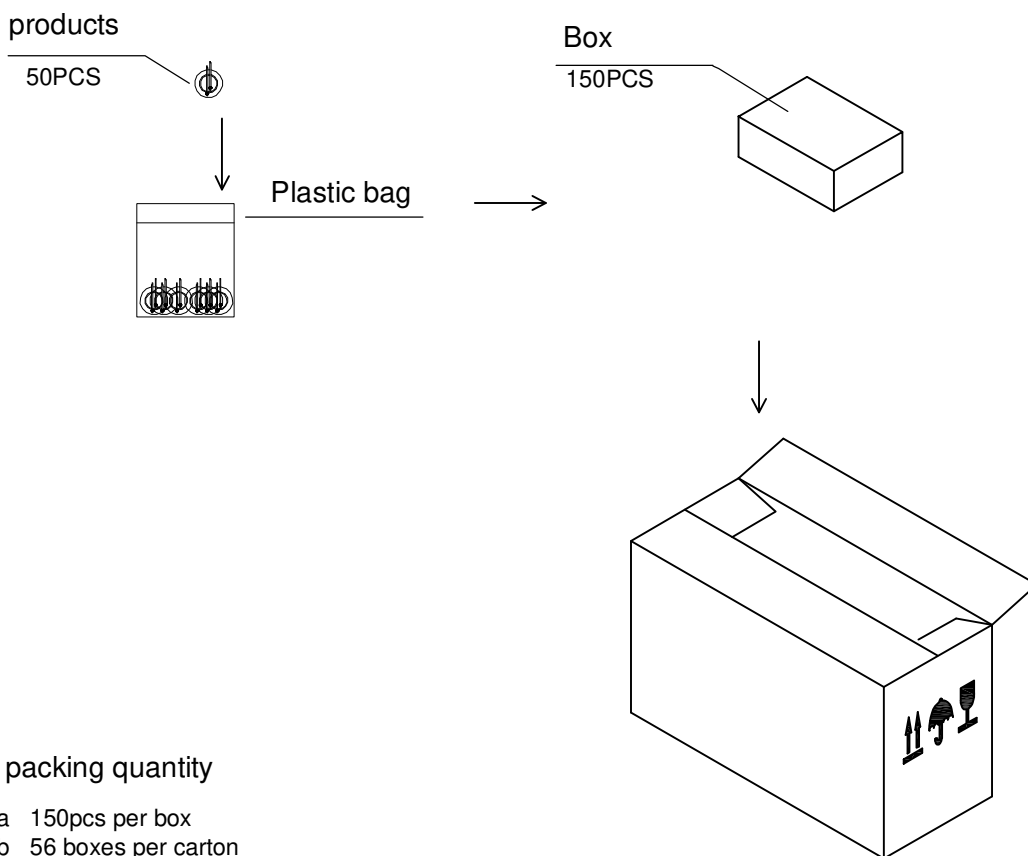 products
50PCS
Box
150PCS
Plastic bag
packing quantity
a 150pcs per box
b 56 boxes per carton